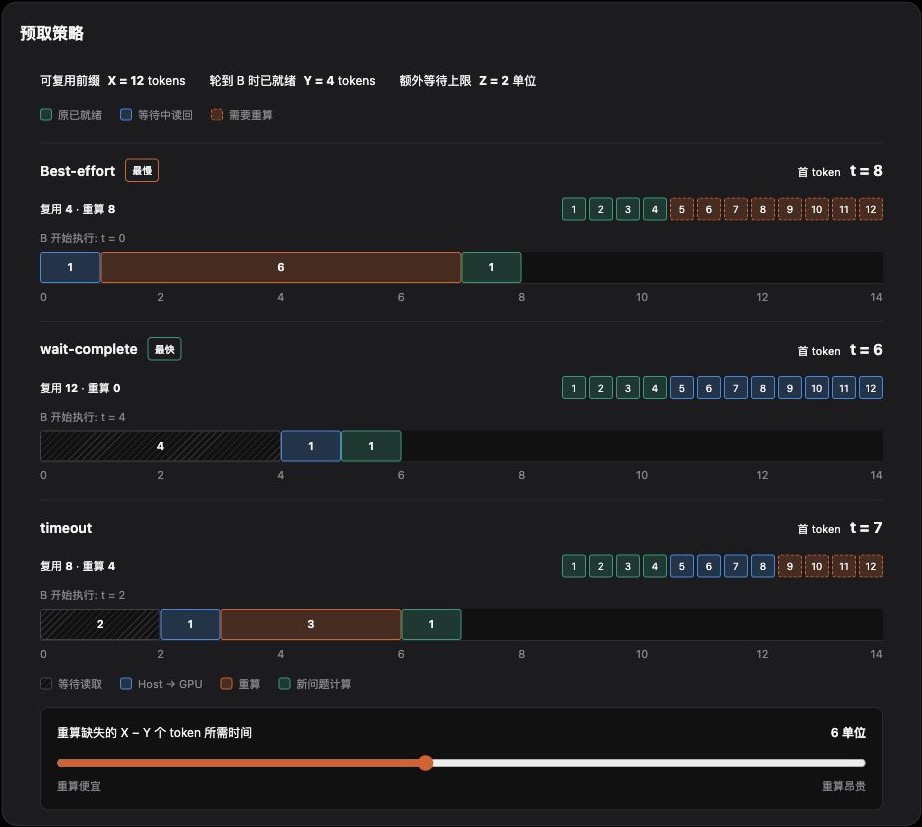 预取策略
可复用前缀 X = 12 tokens 轮到 B 时已就绪 Y = 4 tokens 额外等待上限 Z = 2 单位
原已就绪 等待中读回 需要重算
Best-effort 最慢 首 token t = 8
复用 4 · 重算 8 1 2 3 4 5 6 7 8 9 10 11 12
B 开始执行: t = 0
1 6 1
0 2 4 6 8 10 12 14
wait-complete 最快 首 token t = 6
复用 12 · 重算 0 1 2 3 4 5 6 7 8 9 10 11 12
B 开始执行: t = 4
4 1 1
0 2 4 6 8 10 12 14
timeout 首 token t = 7
复用 8 · 重算 4 1 2 3 4 5 6 7 8 9 10 11 12
B 开始执行: t = 2
2 1 3 1
0 2 4 6 8 10 12 14
等待读取 Host → GPU 重算 新问题计算
重算缺失的 X − Y 个 token 所需时间 6 单位
重算便宜 重算昂贵